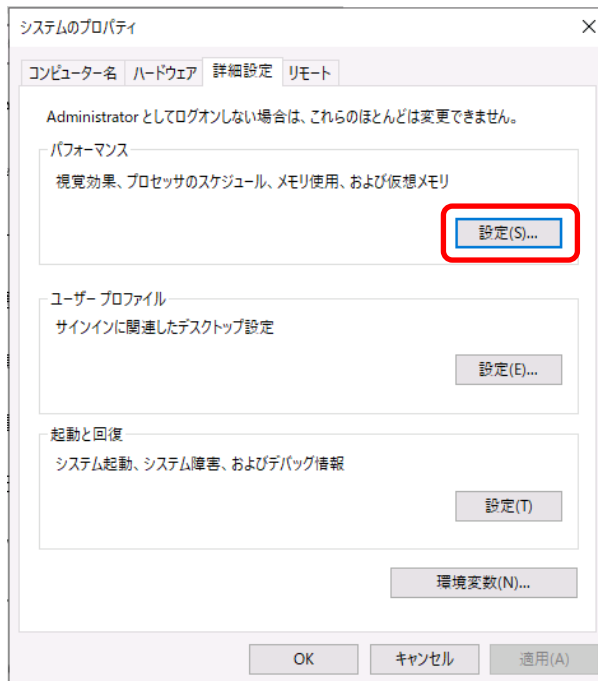 システムのプロパティ
コンピューター名 ハードウェア 詳細設定 リモート
Administrator としてログオンしない場合は、これらのほとんどは変更できません。
パフォーマンス
視覚効果、プロセッサのスケジュール、メモリ使用、および仮想メモリ
設定(S)...
ユーザー プロファイル
サインインに関連したデスクトップ設定
設定(E)...
起動と回復
システム起動、システム障害、およびデバッグ情報
設定(T)
環境変数(N)...
OK キャンセル 適用(A)